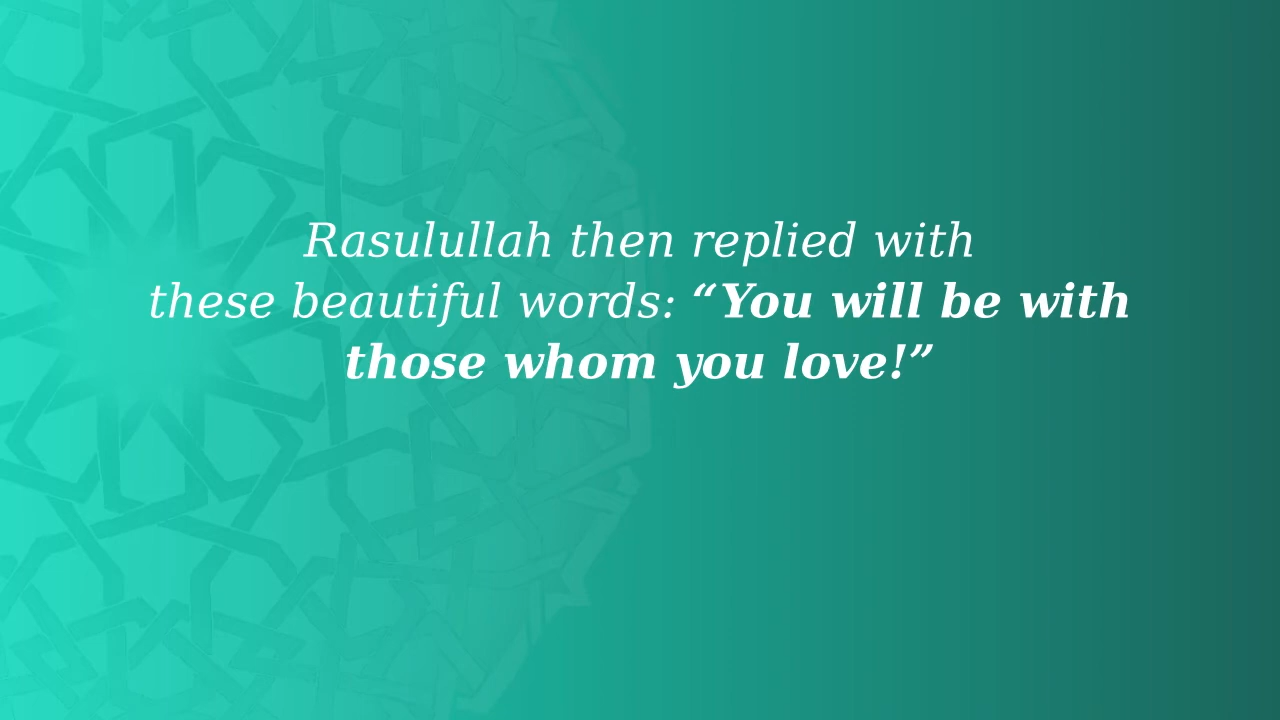 Rasulullah then replied with
these beautiful words: “You will be with
those whom you love!”